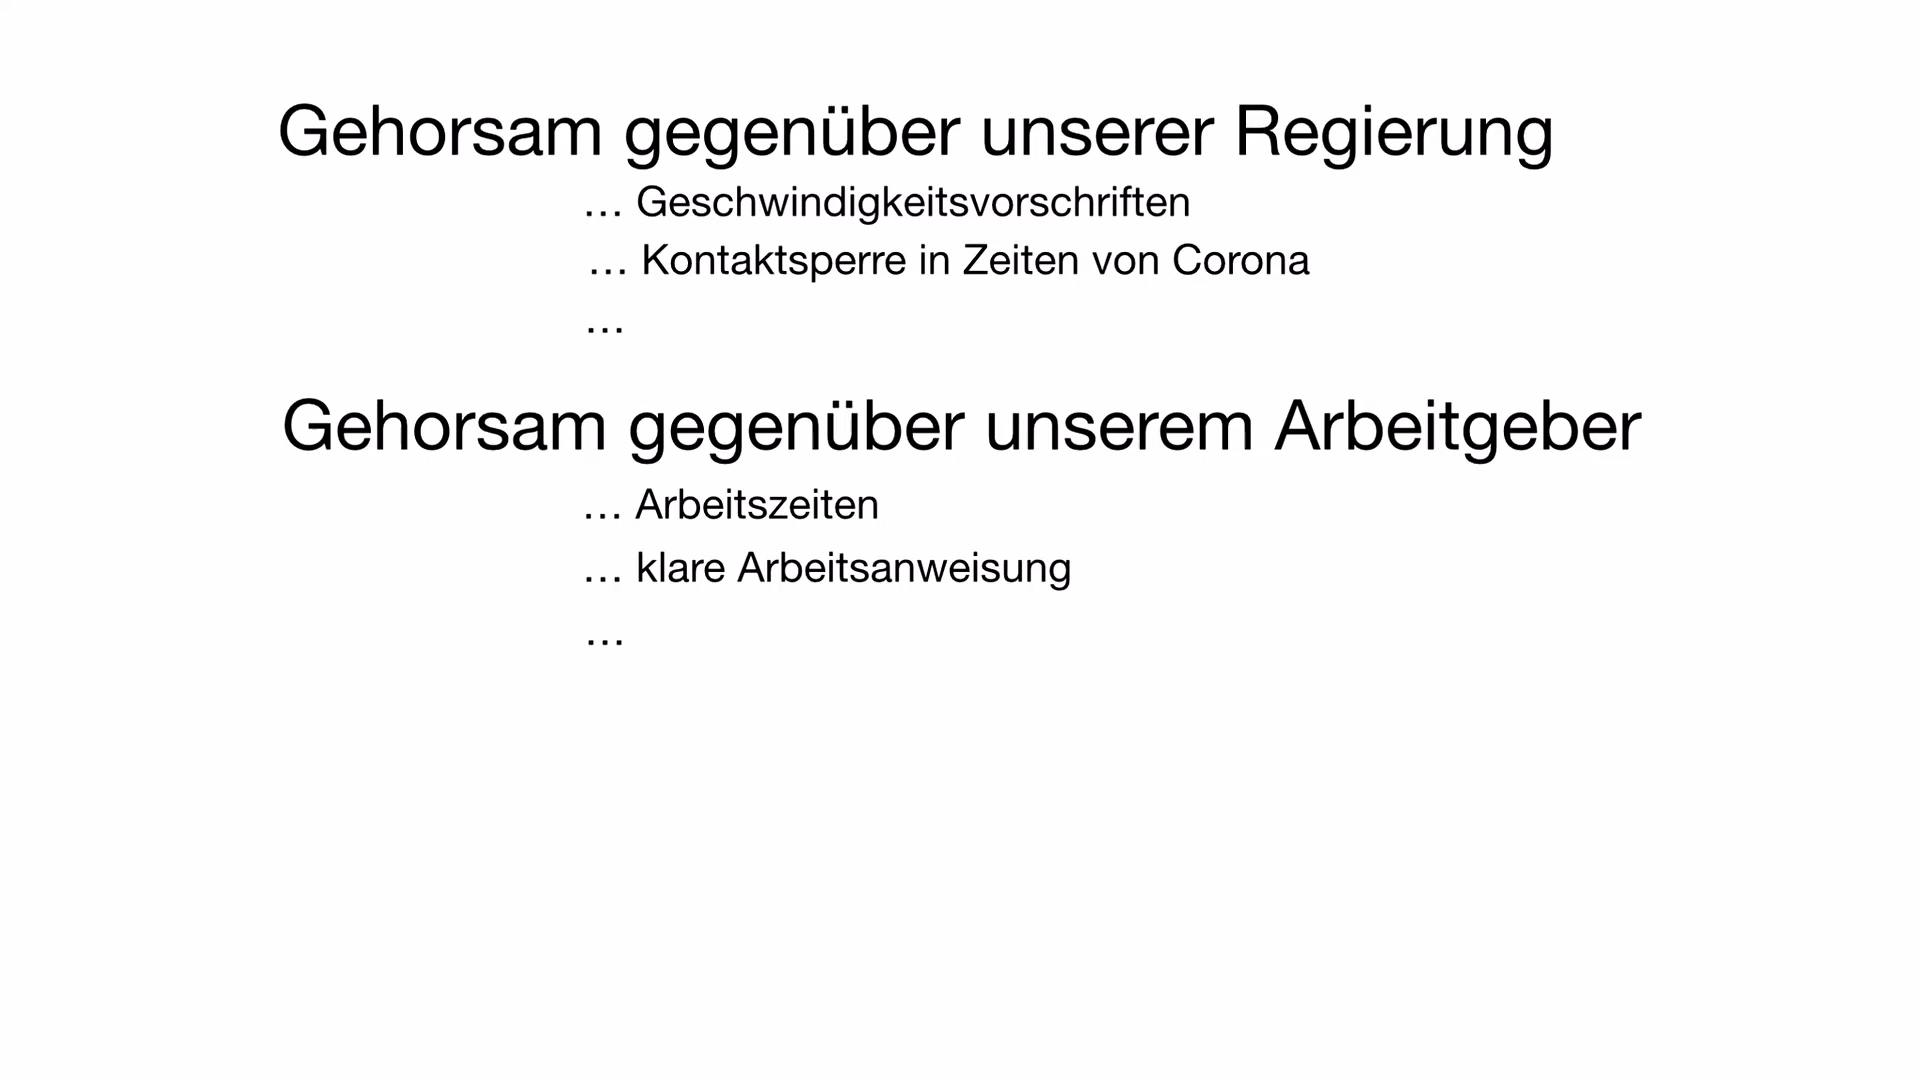 Gehorsam gegenüber unserer Regierung
… Geschwindigkeitsvorschriften
… Kontaktsperre in Zeiten von Corona
…
Gehorsam gegenüber unserem Arbeitgeber
… Arbeitszeiten
… klare Arbeitsanweisung
…